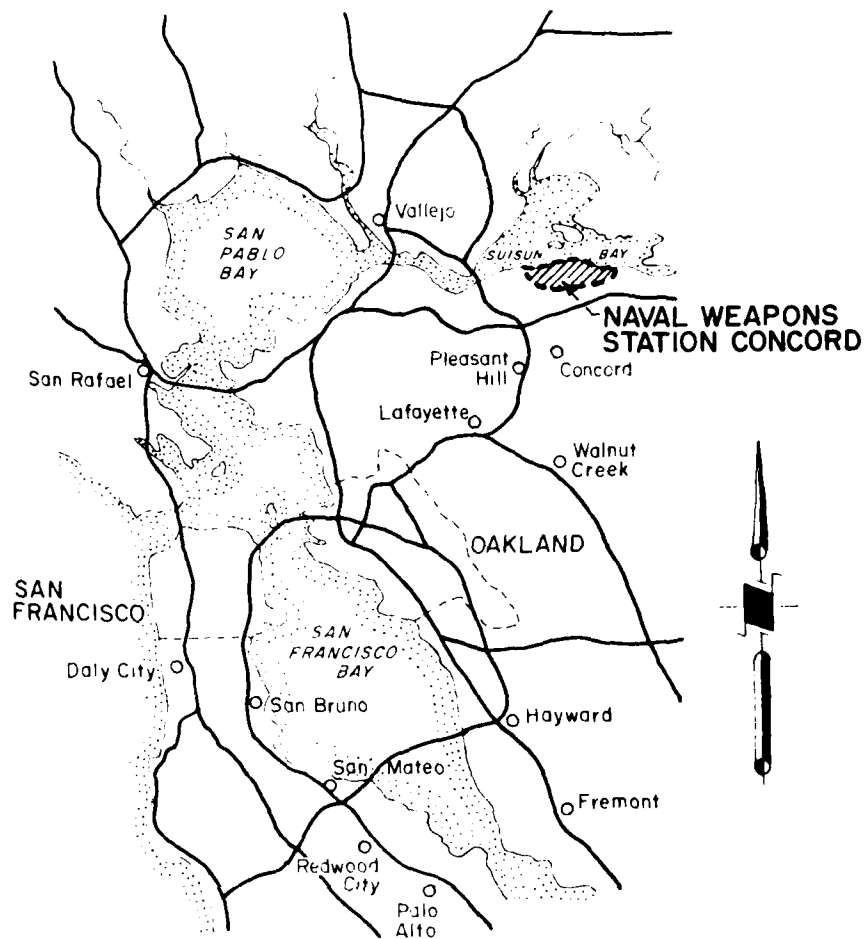 Vallejo
SAN
PABLO
BAY
SUISUN BAY
NAVAL WEAPONS
STATION CONCORD
San Rafael
Pleasant
Hill
Concord
Lafayette
Walnut
Creek
OAKLAND
SAN
FRANCISCO
SAN
FRANCISCO
BAY
Daly City
San Bruno
Hayward
San Mateo
Fremont
Redwood
City
Palo
Alto